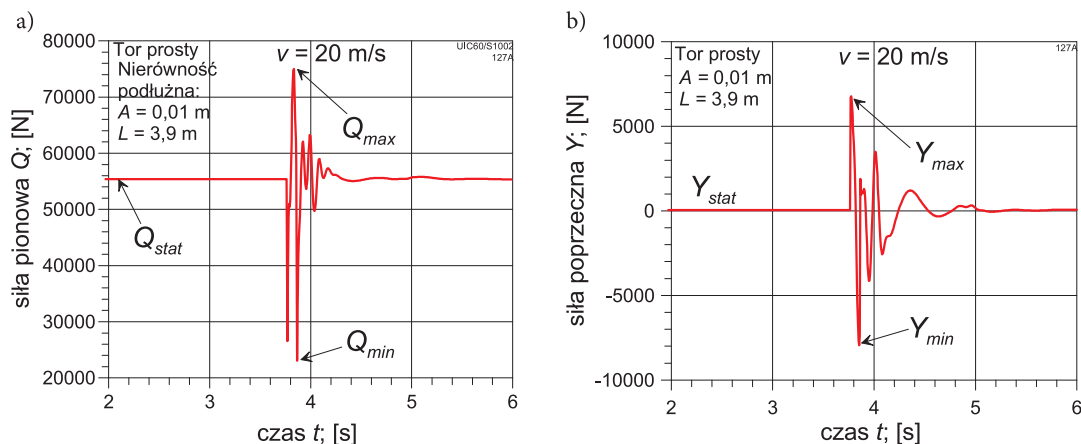 a)
80000
70000
60000
50000
40000
30000
20000
siła pionowa Q; [N]
Tor prosty
Nierówność
podłużna:
A = 0,01 m
L = 3,9 m
v = 20 m/s
UIC60/S1002
127A
Qmax
Qstat
Qmin
2 3 4 5 6
czas t; [s]
b)
10000
5000
0
-5000
-10000
siła poprzeczna Y; [N]
Tor prosty
A = 0,01 m
L = 3,9 m
v = 20 m/s
127A
Ymax
Ystat
Ymin
2 3 4 5 6
czas t; [s]